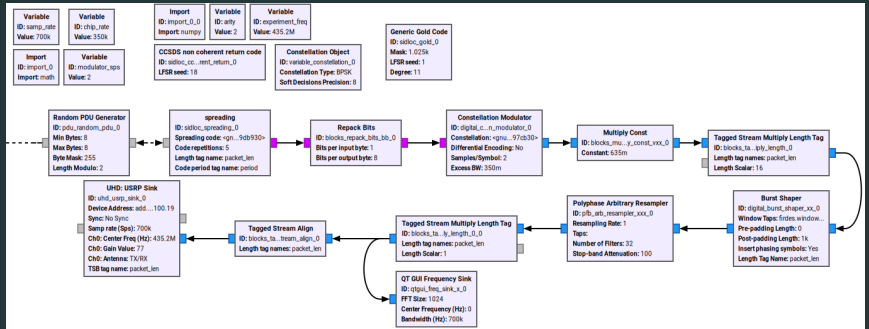 Variable
ID: samp_rate
Value: 700k
Variable
ID: chip_rate
Value: 350k
Import
ID: import_0_0
Import: numpy
Variable
ID: arity
Value: 2
Variable
ID: experiment_freq
Value: 435.2M
Generic Gold Code
ID: sidloc_gold_0
Mask: 1.025k
LFSR seed: 1
Degree: 11
Import
ID: import_0
Import: math
Variable
ID: modulator_sps
Value: 2
CCSDS non coherent return code
ID: sidloc_cc...rent_return_0
LFSR seed: 18
Constellation Object
ID: variable_constellation_0
Constellation Type: BPSK
Soft Decisions Precision: 8
Random PDU Generator
ID: pdu_random_pdu_0
Min Bytes: 8
Max Bytes: 8
Byte Mask: 255
Length Modulo: 2
spreading
ID: sidloc_spreading_0
Spreading code: <gn...9db930>
Code repetitions: 5
Length tag name: packet_len
Code period tag name: period
Repack Bits
ID: blocks_repack_bits_bb_0
Bits per input byte: 1
Bits per output byte: 8
Constellation Modulator
ID: digital_c...n_modulator_0
Constellation: <gnu...97cb30>
Differential Encoding: No
Samples/Symbol: 2
Excess BW: 350m
Multiply Const
ID: blocks_mu...y_const_vxx_0
Constant: 635m
Tagged Stream Multiply Length Tag
ID: blocks_ta...iply_length_0
Length tag names: packet_len
Length Scalar: 16
UHD: USRP Sink
ID: uhd_usrp_sink_0
Device Address: add....100.19
Sync: No Sync
Samp rate (Sps): 700k
Ch0: Center Freq (Hz): 435.2M
Ch0: Gain Value: 77
Ch0: Antenna: TX/RX
TSB tag name: packet_len
Tagged Stream Align
ID: blocks_ta...tream_align_0
Length tag names: packet_len
Tagged Stream Multiply Length Tag
ID: blocks_ta...ly_length_0_0
Length tag names: packet_len
Length Scalar: 1
Polyphase Arbitrary Resampler
ID: pfb_arb_resampler_xxx_0
Resampling Rate: 1
Taps:
Number of Filters: 32
Stop-band Attenuation: 100
Burst Shaper
ID: digital_burst_shaper_xx_0
Window Taps: firdes.window...
Pre-padding Length: 0
Post-padding Length: 1k
Insert phasing symbols: Yes
Length Tag Name: packet_len
QT GUI Frequency Sink
ID: qtgui_freq_sink_x_0
FFT Size: 1024
Center Frequency (Hz): 0
Bandwidth (Hz): 700k